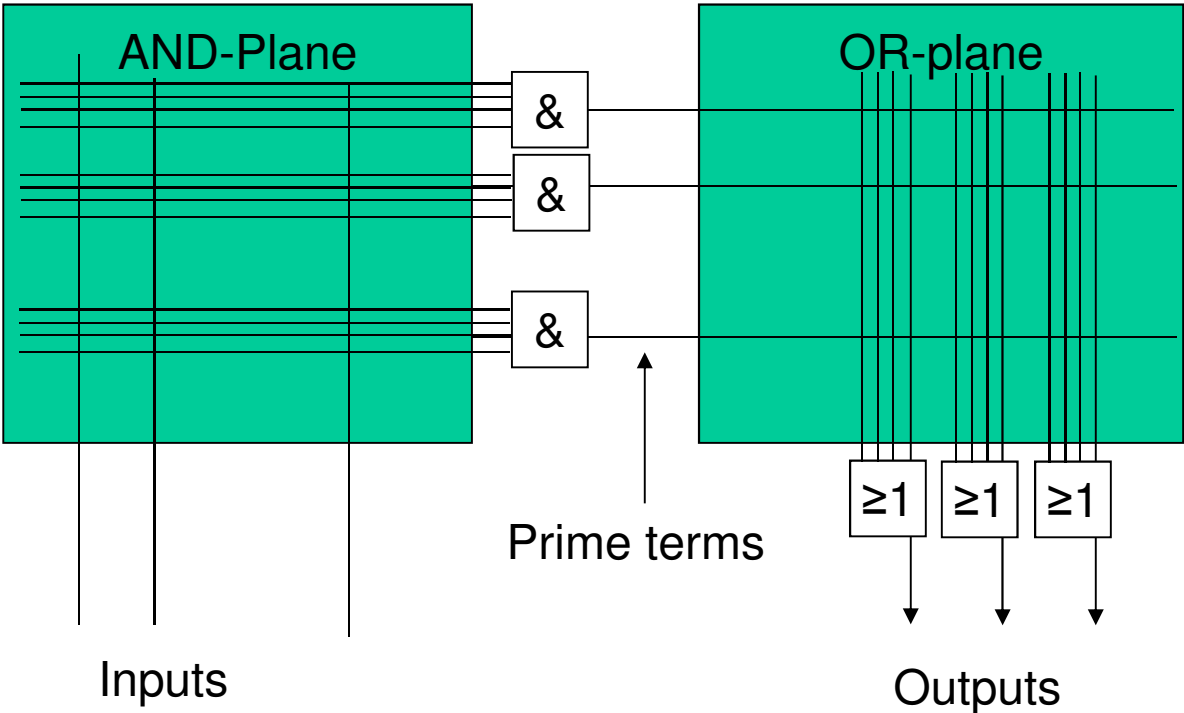 AND-Plane
OR-plane
&
&
&
≥1 ≥1 ≥1
Prime terms
Inputs
Outputs